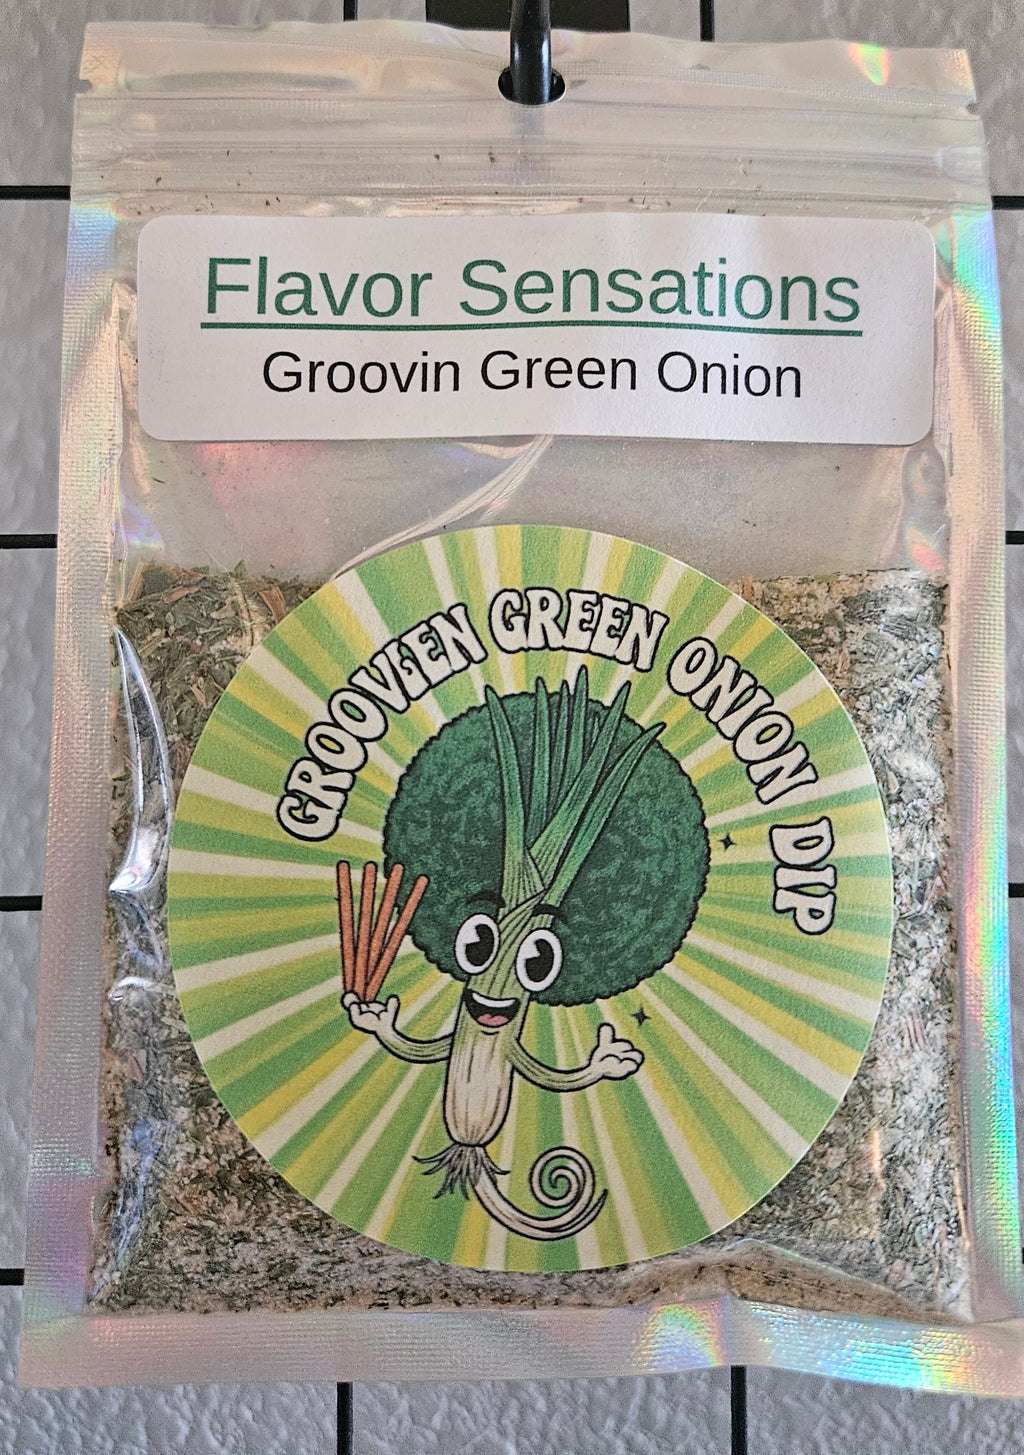 Flavor Sensations
Groovin Green Onion
GROOVIEN GREEN ONION DIP